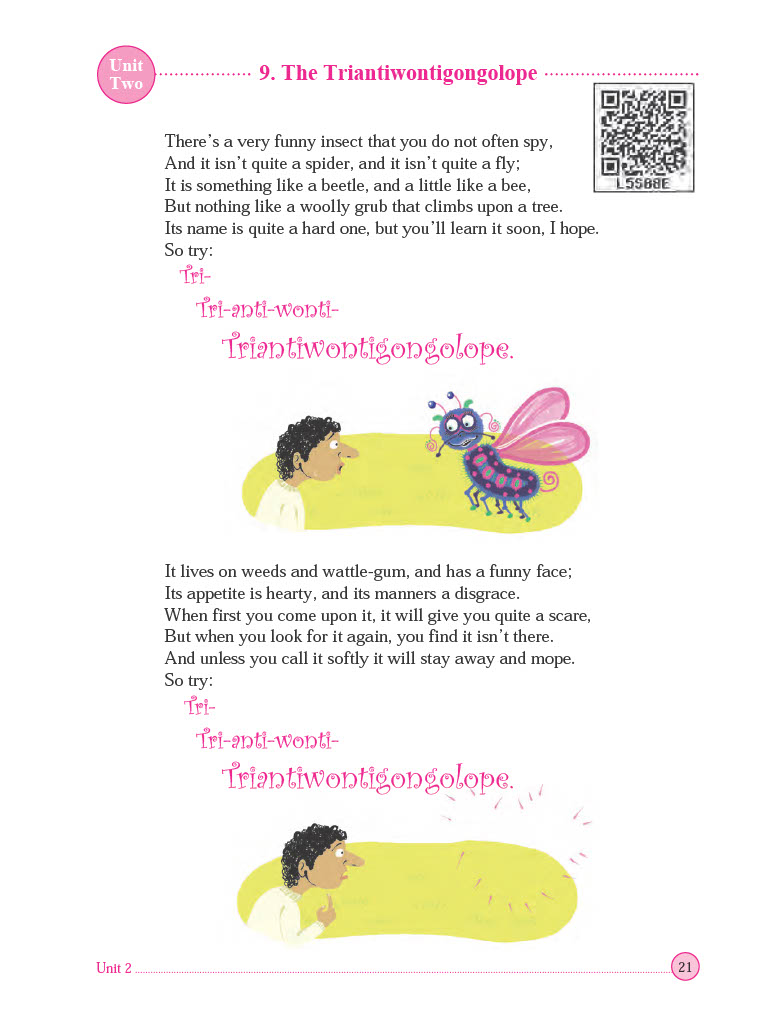 Unit
Two
9. The Triantiwontigongolope
L5S08E
There's a very funny insect that you do not often spy,
And it isn't quite a spider, and it isn't quite a fly;
It is something like a beetle, and a little like a bee,
But nothing like a woolly grub that climbs upon a tree.
Its name is quite a hard one, but you'll learn it soon, I hope.
So try:
Tri-
Tri-anti-wonti-
Triantiwontigongolope.
It lives on weeds and wattle-gum, and has a funny face;
Its appetite is hearty, and its manners a disgrace.
When first you come upon it, it will give you quite a scare,
But when you look for it again, you find it isn't there.
And unless you call it softly it will stay away and mope.
So try:
Tri-
Tri-anti-wonti-
Triantiwontigongolope.
Unit 2
21